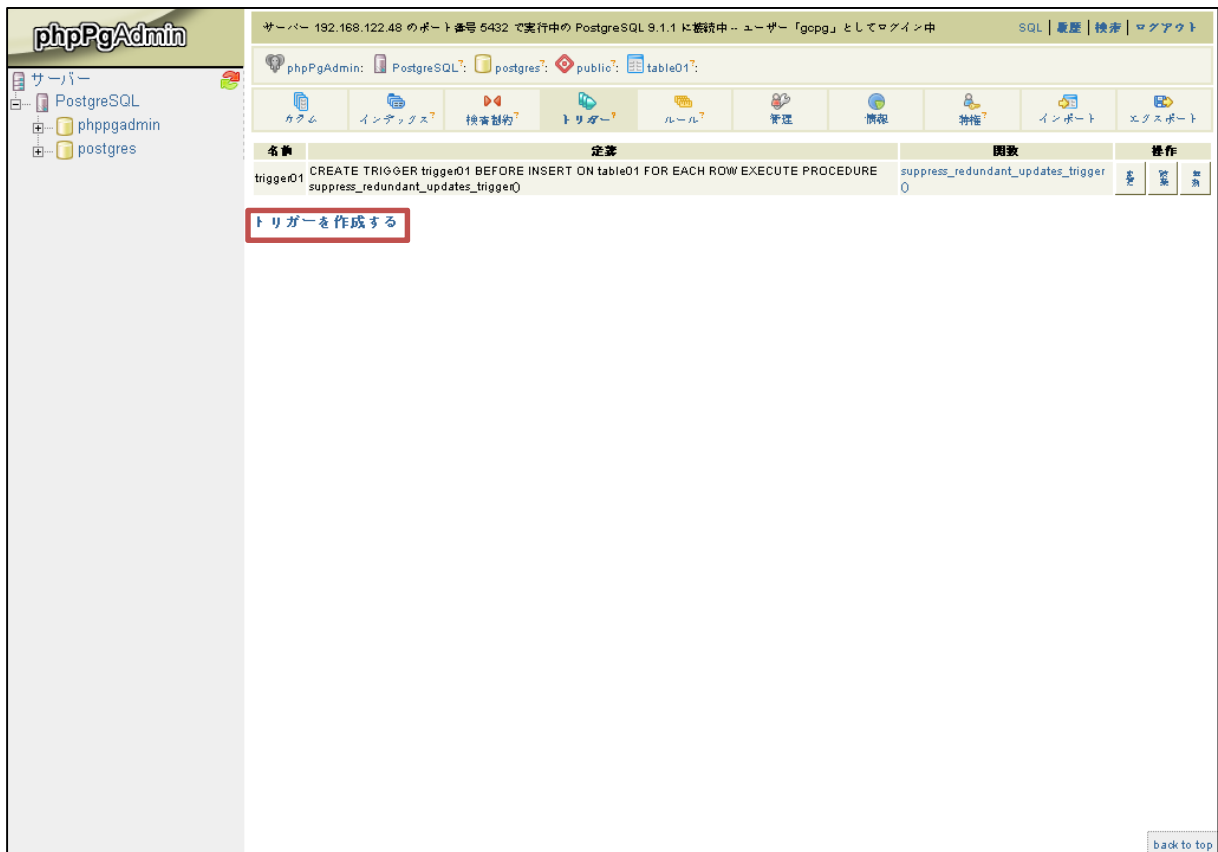 phpPgAdmin
サーバー
PostgreSQL
phppgadmin
postgres
サーバー 192.168.122.48 のポート番号 5432 で実行中の PostgreSQL 9.1.1 に接続中 -- ユーザー「gopg」としてログイン中
SQL | 履歴 | 検索 | ログアウト
phpPgAdmin: PostgreSQL?: postgres?: public?: table01?:
カラム インデックス? 検査制約? トリガー? ルール? 管理 情報 特権? インポート エクスポート
名前 定義 関数 操作
trigger01 CREATE TRIGGER trigger01 BEFORE INSERT ON table01 FOR EACH ROW EXECUTE PROCEDURE
suppress_redundant_updates_trigger()
suppress_redundant_updates_trigger
()
トリガーを作成する
back to top